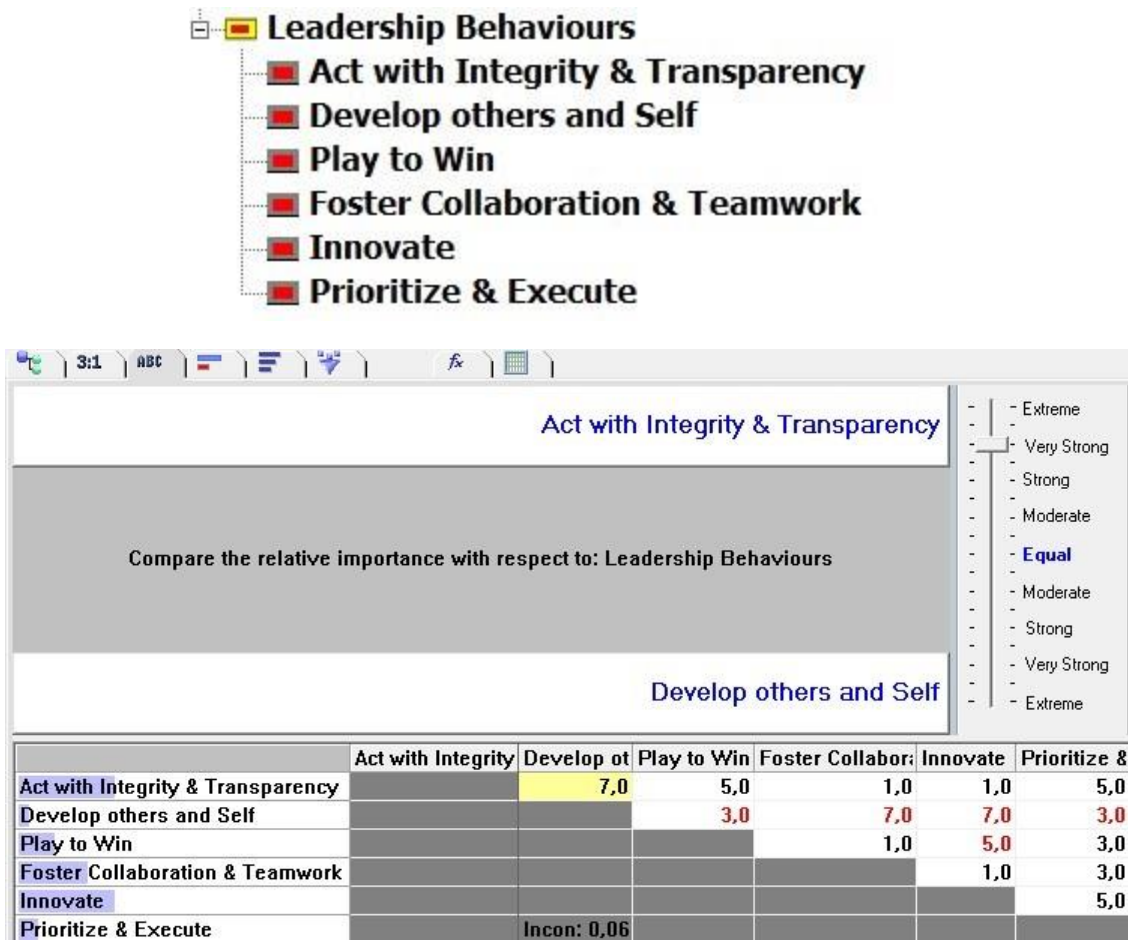 Leadership Behaviours
Act with Integrity & Transparency
Develop others and Self
Play to Win
Foster Collaboration & Teamwork
Innovate
Prioritize & Execute
3:1 ABC fx
Act with Integrity & Transparency
Compare the relative importance with respect to: Leadership Behaviours
Develop others and Self
Extreme
Very Strong
Strong
Moderate
Equal
Moderate
Strong
Very Strong
Extreme
Act with Integrity Develop ot Play to Win Foster Collabor Innovate Prioritize &
Act with Integrity & Transparency 7,0 5,0 1,0 1,0 5,0
Develop others and Self 3,0 7,0 7,0 3,0
Play to Win 1,0 5,0 3,0
Foster Collaboration & Teamwork 1,0 3,0
Innovate 5,0
Prioritize & Execute Incon: 0,06